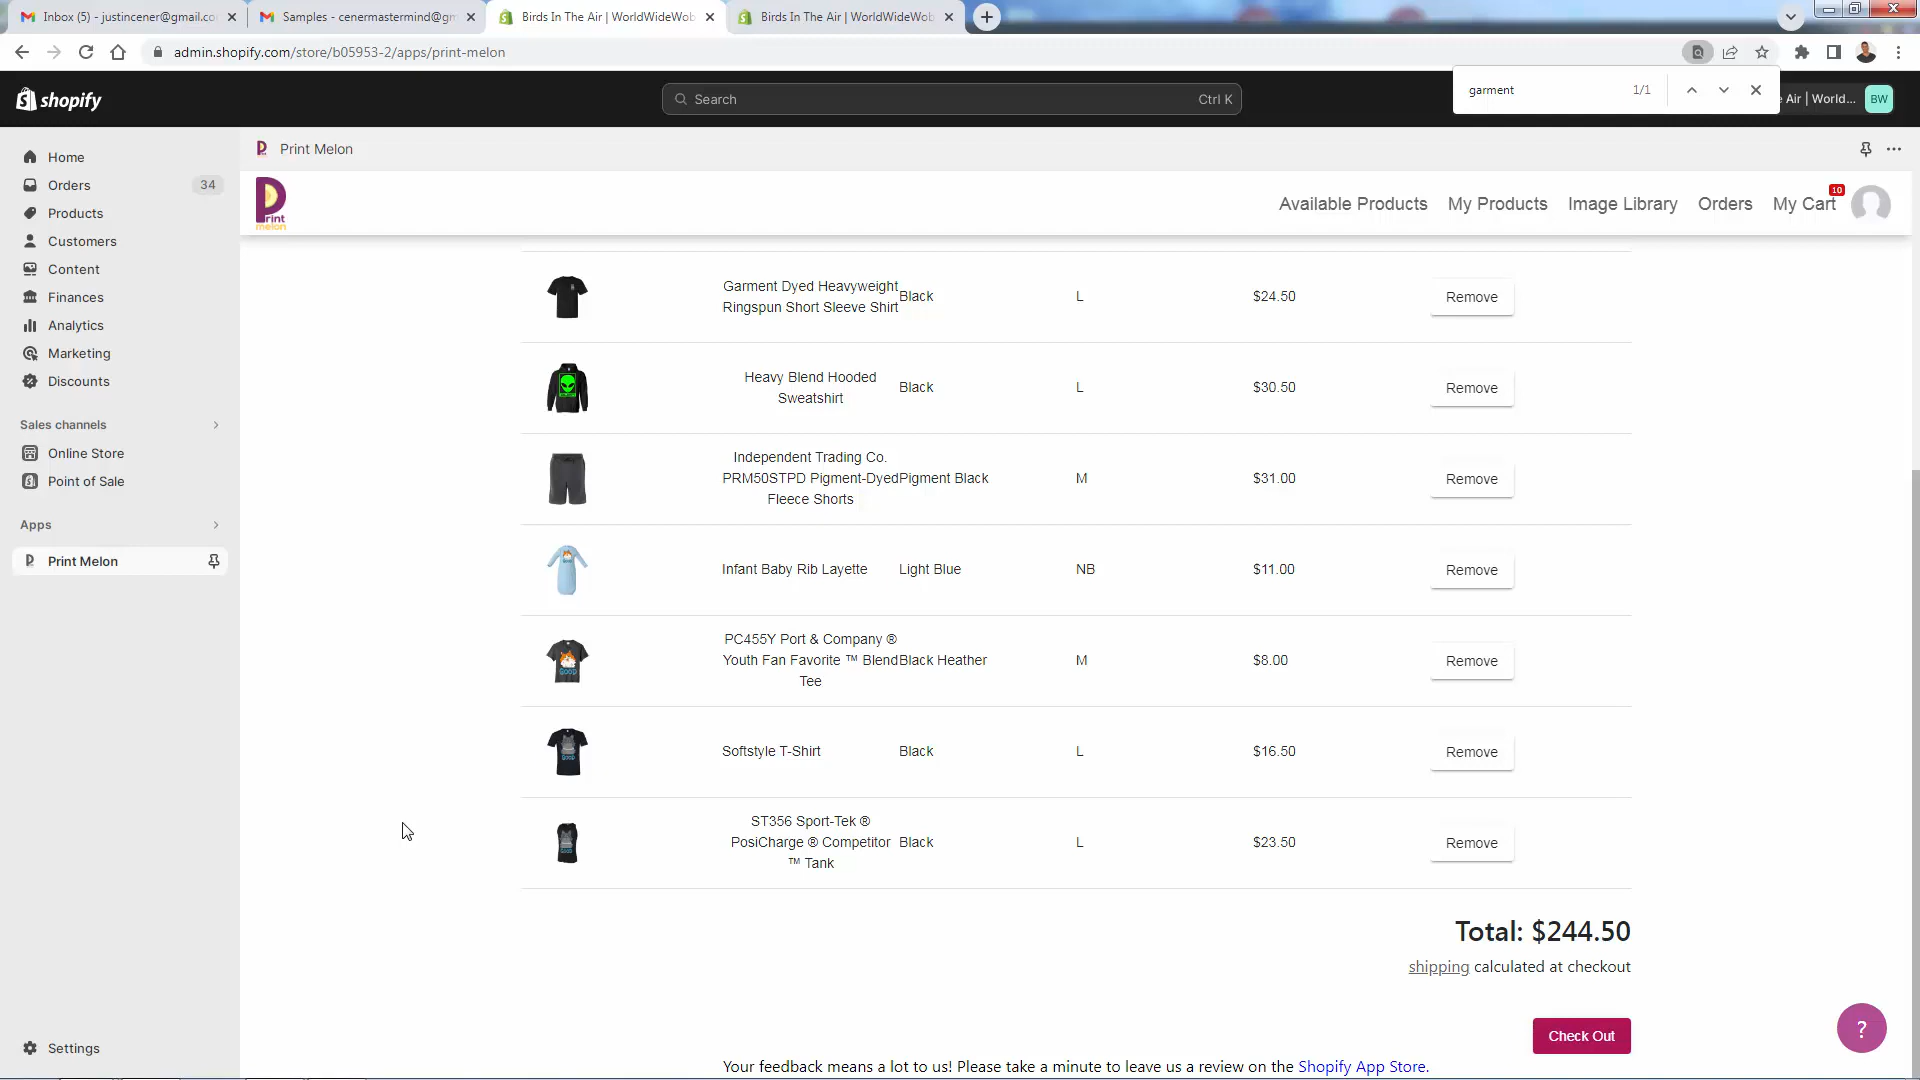 Inbox (5) - justincener@gmail.co
Samples - cenermastermind@gm
Birds In The Air | WorldWideWob
Birds In The Air | WorldWideWob
admin.shopify.com/store/b05953-2/apps/print-melon
shopify
Search
Ctrl K
garment
1/1
e Air | World...
BW
Home
Orders
34
Products
Customers
Content
Finances
Analytics
Marketing
Discounts
Sales channels
Online Store
Point of Sale
Apps
Print Melon
Settings
Print Melon
Print
melon
Available Products
My Products
Image Library
Orders
My Cart
10
Garment Dyed Heavyweight
Ringspun Short Sleeve Shirt
Black
L
$24.50
Remove
Heavy Blend Hooded
Sweatshirt
Black
L
$30.50
Remove
Independent Trading Co.
PRM50STPD Pigment-Dyed
Fleece Shorts
Pigment Black
M
$31.00
Remove
Infant Baby Rib Layette
Light Blue
NB
$11.00
Remove
PC455Y Port & Company ®
Youth Fan Favorite ™ Blend
Tee
Black Heather
M
$8.00
Remove
Softstyle T-Shirt
Black
L
$16.50
Remove
ST356 Sport-Tek ®
PosiCharge ® Competitor
™ Tank
Black
L
$23.50
Remove
Total: $244.50
shipping calculated at checkout
Check Out
?
Your feedback means a lot to us! Please take a minute to leave us a review on the Shopify App Store.